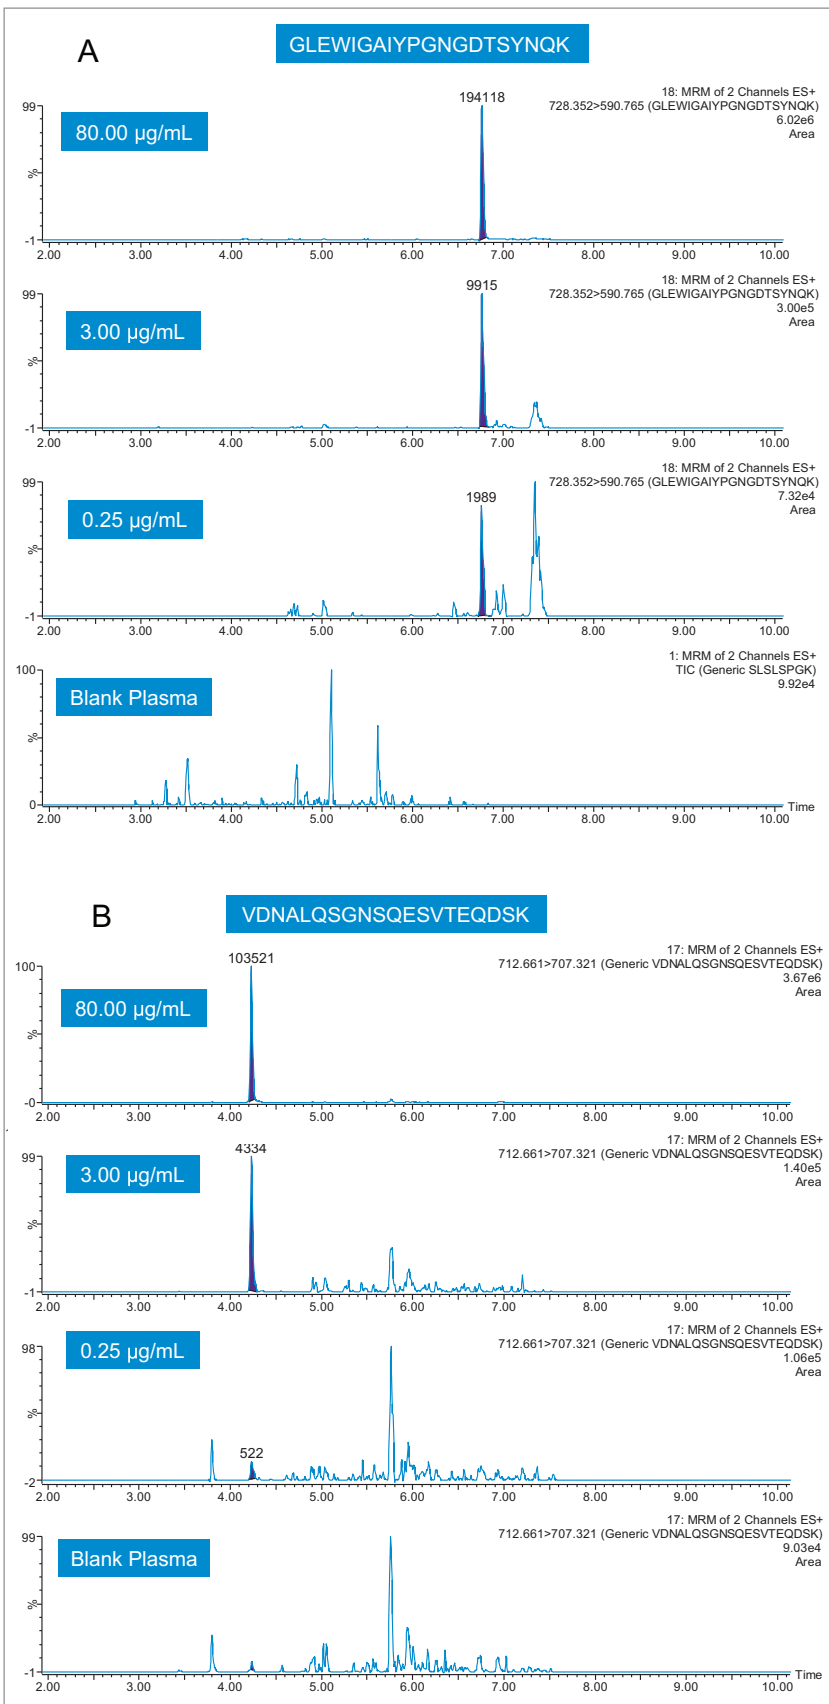 A
GLEWIGAIYPGNGDTSYNQK
18: MRM of 2 Channels ES+
728.352>590.765 (GLEWIGAIYPGNGDTSYNQK)
6.02e6
Area
194118
99
80.00 µg/mL
%
-1
2.00 3.00 4.00 5.00 6.00 7.00 8.00 9.00 10.00
18: MRM of 2 Channels ES+
728.352>590.765 (GLEWIGAIYPGNGDTSYNQK)
3.00e5
Area
9915
99
3.00 µg/mL
%
-1
2.00 3.00 4.00 5.00 6.00 7.00 8.00 9.00 10.00
18: MRM of 2 Channels ES+
728.352>590.765 (GLEWIGAIYPGNGDTSYNQK)
7.32e4
Area
1989
99
0.25 µg/mL
%
-1
2.00 3.00 4.00 5.00 6.00 7.00 8.00 9.00 10.00
1: MRM of 2 Channels ES+
TIC (Generic SLSLSPGK)
9.92e4
100
Blank Plasma
%
0
Time
2.00 3.00 4.00 5.00 6.00 7.00 8.00 9.00 10.00
B
VDNALQSGNSQESVTEQDSK
17: MRM of 2 Channels ES+
712.661>707.321 (Generic VDNALQSGNSQESVTEQDSK)
3.67e6
Area
103521
100
80.00 µg/mL
%
-0
2.00 3.00 4.00 5.00 6.00 7.00 8.00 9.00 10.00
17: MRM of 2 Channels ES+
712.661>707.321 (Generic VDNALQSGNSQESVTEQDSK)
1.40e5
Area
4334
99
3.00 µg/mL
%
-1
2.00 3.00 4.00 5.00 6.00 7.00 8.00 9.00 10.00
17: MRM of 2 Channels ES+
712.661>707.321 (Generic VDNALQSGNSQESVTEQDSK)
1.06e5
Area
98
0.25 µg/mL
%
522
-2
2.00 3.00 4.00 5.00 6.00 7.00 8.00 9.00 10.00
17: MRM of 2 Channels ES+
712.661>707.321 (Generic VDNALQSGNSQESVTEQDSK)
9.03e4
Area
99
Blank Plasma
%
-1
Time
2.00 3.00 4.00 5.00 6.00 7.00 8.00 9.00 10.00